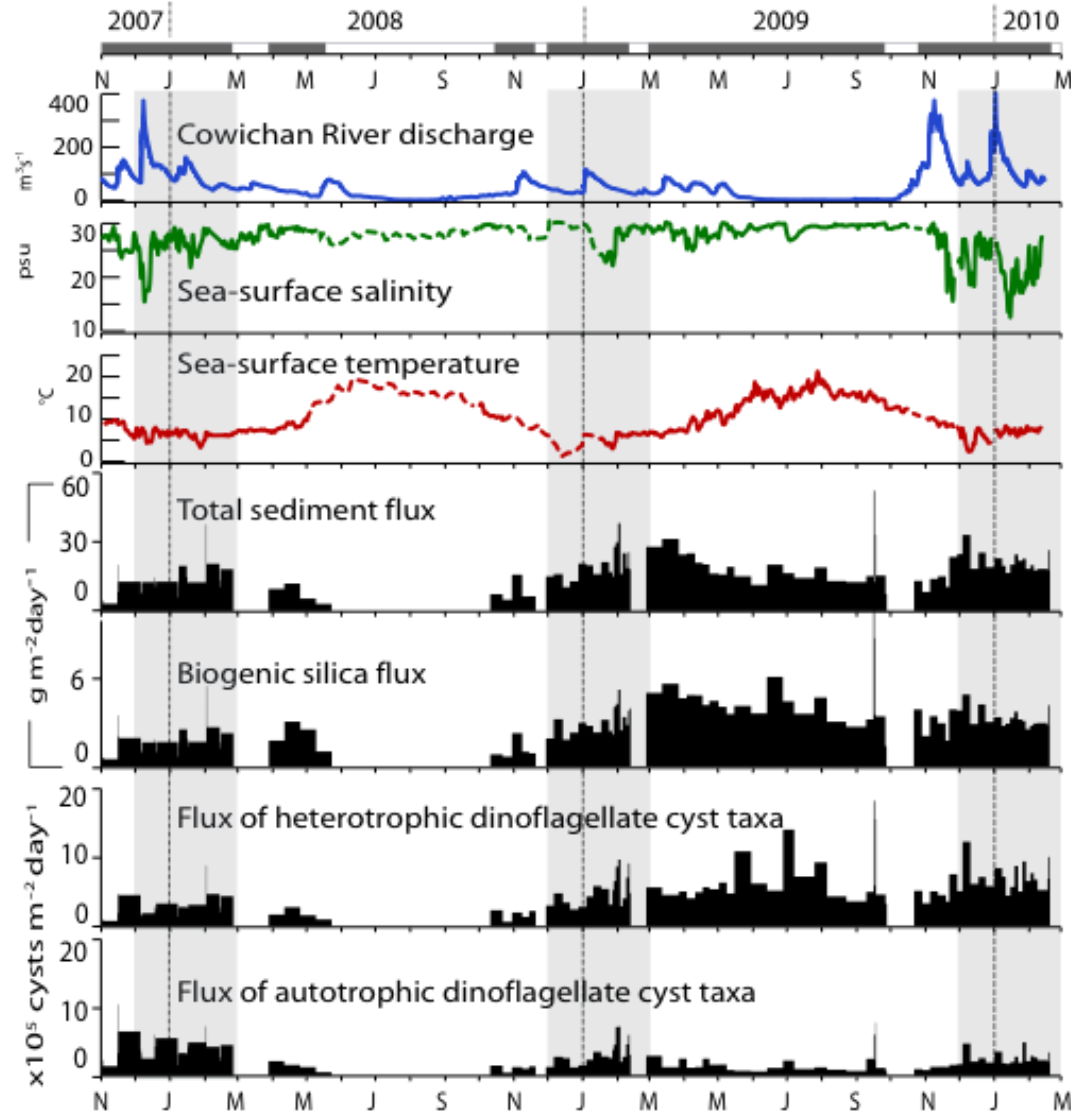 2007 2008 2009 2010
N J M M J S N J M M J S N J M
400
200
0
m³s⁻¹
Cowichan River discharge
30
20
10
psu
Sea-surface salinity
20
10
0
°C
Sea-surface temperature
60
30
0
Total sediment flux
g m⁻²day⁻¹
6
0
Biogenic silica flux
20
10
0
Flux of heterotrophic dinoflagellate cyst taxa
x10⁵ cysts m⁻² day⁻¹
20
10
0
Flux of autotrophic dinoflagellate cyst taxa
N J M M J S N J M M J S N J M